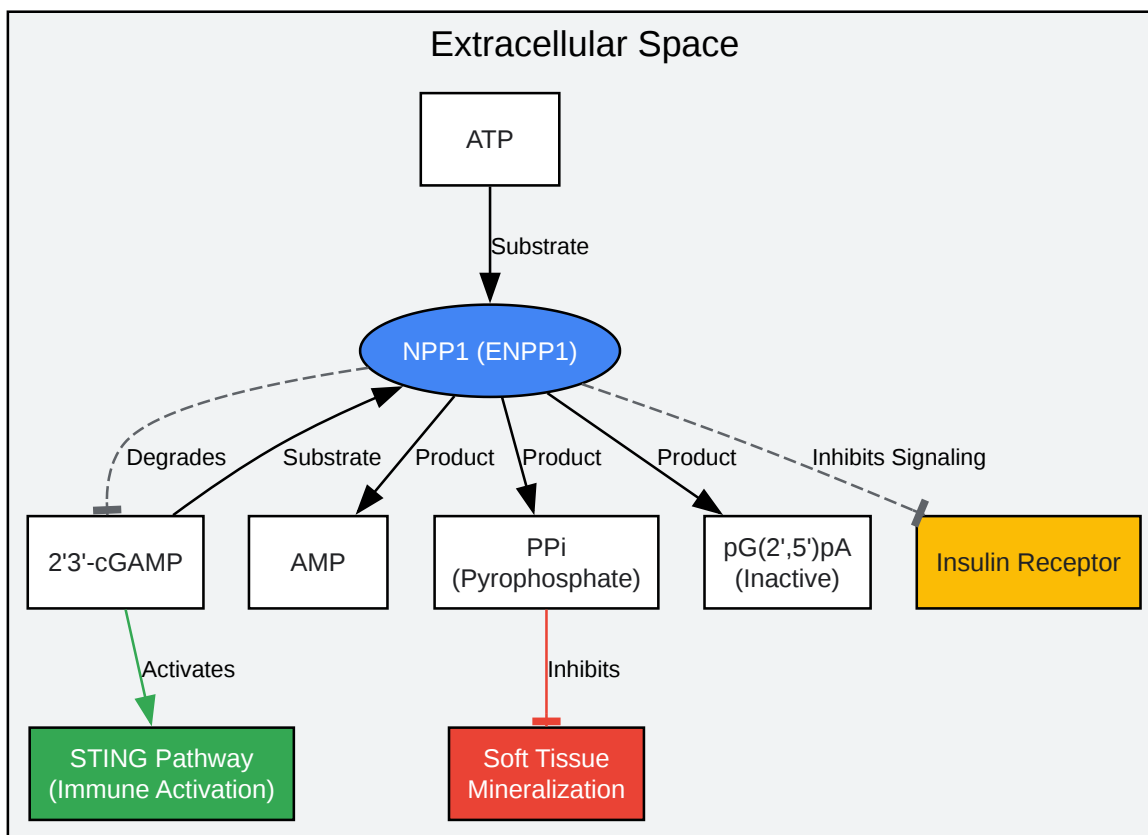 Extracellular Space
ATP
Substrate
NPP1 (ENPP1)
Degrades
Substrate
Product
Product
Product
Inhibits Signaling
2'3'-cGAMP
AMP
PPi
(Pyrophosphate)
pG(2',5')pA
(Inactive)
Insulin Receptor
Activates
Inhibits
STING Pathway
(Immune Activation)
Soft Tissue
Mineralization